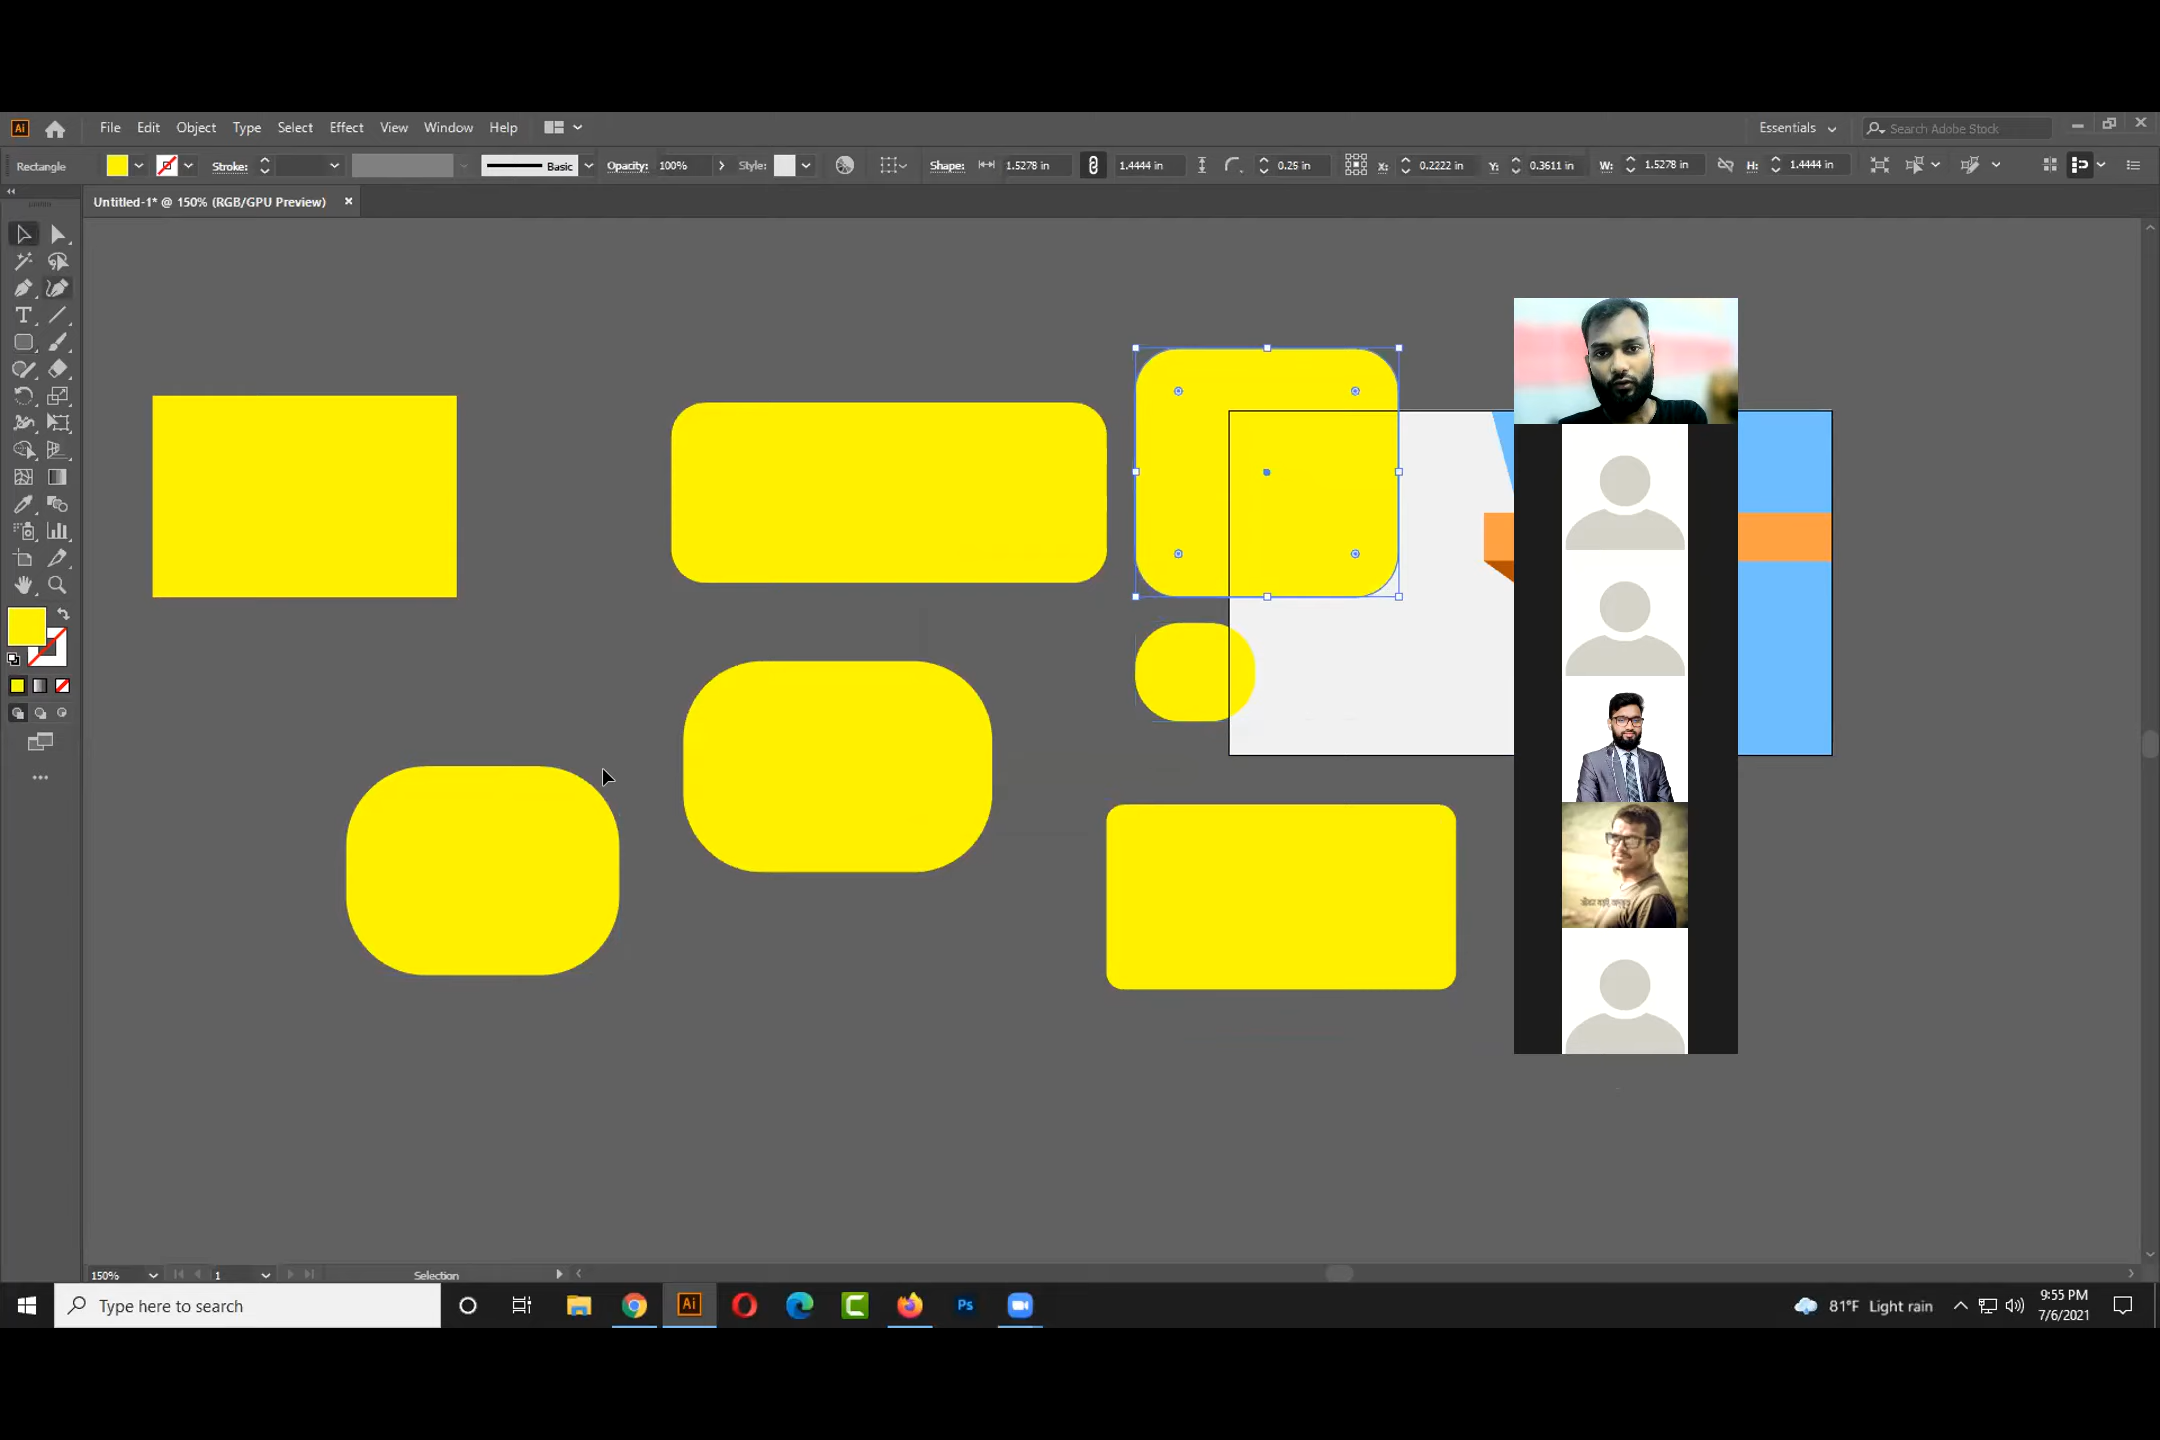 Ai File Edit Object Type Select Effect View Window Help Essentials Search Adobe Stock
Rectangle Stroke: Basic Opacity: 100% Style: Shape: 1.5278 in 1.4444 in 0.25 in X: 0.2222 in Y: 0.3611 in W: 1.5278 in H: 1.4444 in
Untitled-1* @ 150% (RGB/GPU Preview)
150% 1 Selection
Type here to search Ai Ps 81°F Light rain 9:55 PM
7/6/2021